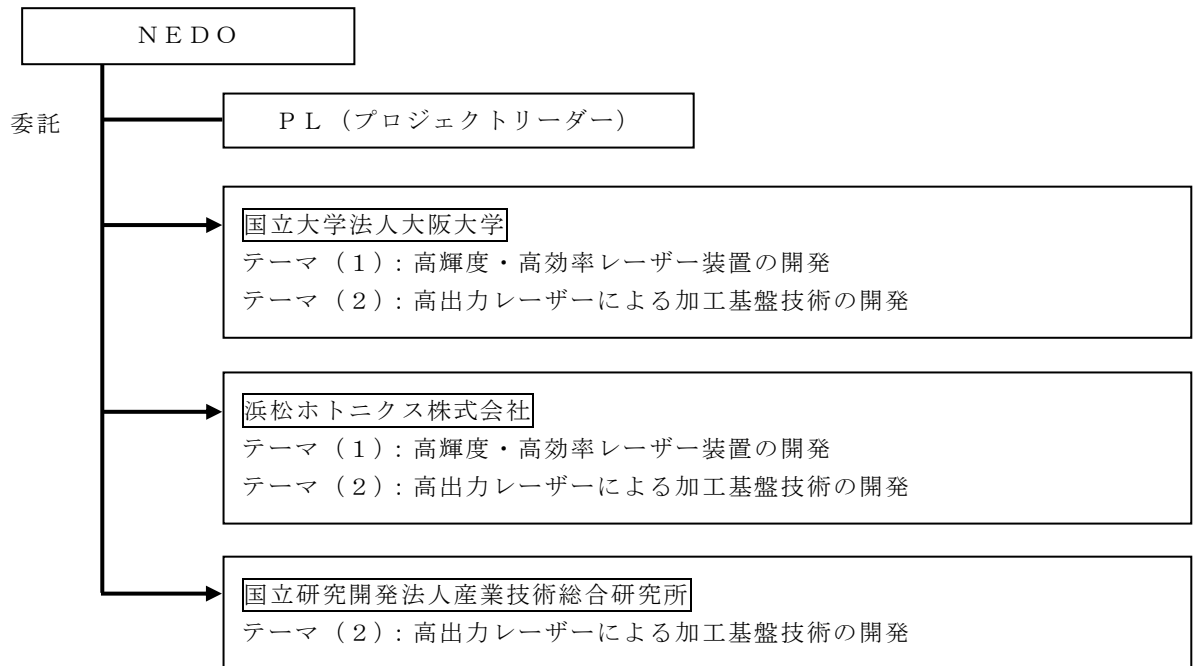 ＮＥＤＯ
委託
ＰＬ（プロジェクトリーダー）
国立大学法人大阪大学
テーマ（１）：高輝度・高効率レーザー装置の開発
テーマ（２）：高出力レーザーによる加工基盤技術の開発
浜松ホトニクス株式会社
テーマ（１）：高輝度・高効率レーザー装置の開発
テーマ（２）：高出力レーザーによる加工基盤技術の開発
国立研究開発法人産業技術総合研究所
テーマ（２）：高出力レーザーによる加工基盤技術の開発